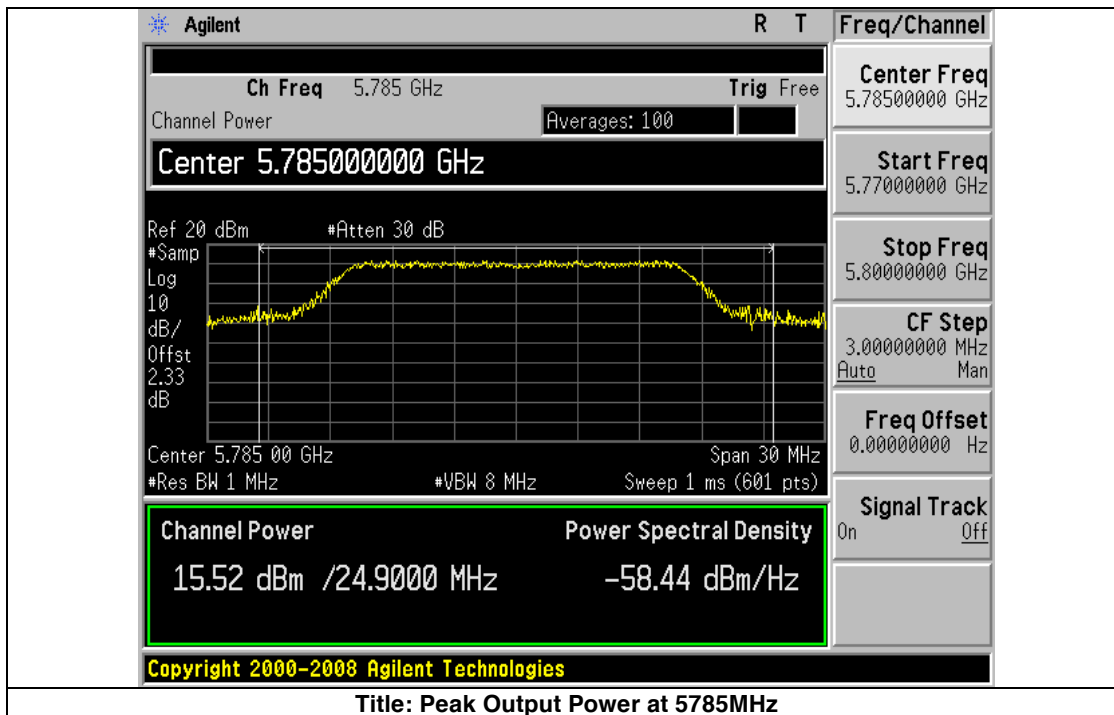 Agilent R T Freq/Channel
Ch Freq 5.785 GHz Trig Free
Channel Power Averages: 100
Center 5.785000000 GHz
Ref 20 dBm #Atten 30 dB
#Samp
Log
10
dB/
Offst
2.33
dB
Center 5.785 00 GHz Span 30 MHz
#Res BW 1 MHz #VBW 8 MHz Sweep 1 ms (601 pts)
Channel Power Power Spectral Density
15.52 dBm /24.9000 MHz -58.44 dBm/Hz
Center Freq
5.78500000 GHz
Start Freq
5.77000000 GHz
Stop Freq
5.80000000 GHz
CF Step
3.00000000 MHz
Auto Man
Freq Offset
0.00000000 Hz
Signal Track
On Off
Copyright 2000-2008 Agilent Technologies
Title: Peak Output Power at 5785MHz